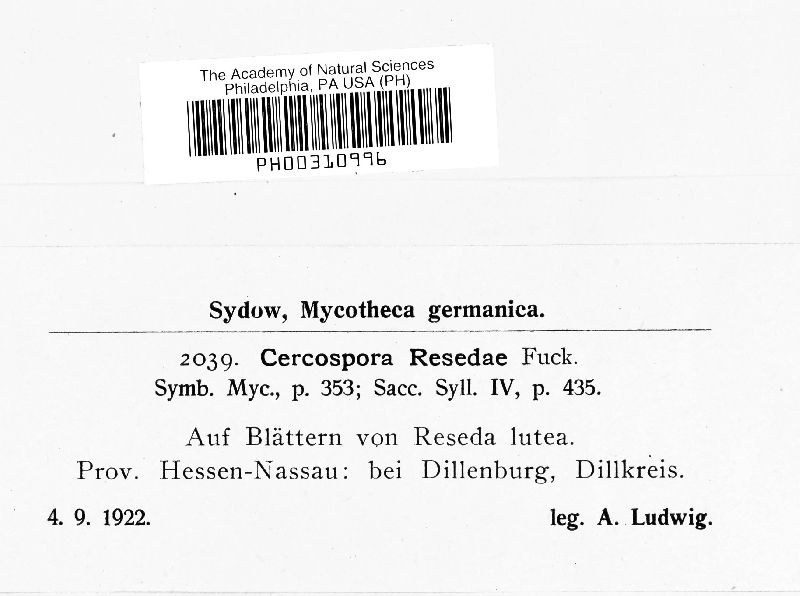 The Academy of Natural Sciences
Philadelphia, PA USA (PH)
PH00310996
Sydow, Mycotheca germanica.
2039. Cercospora Resedae Fuck.
Symb. Myc., p. 353; Sacc. Syll. IV, p. 435.
Auf Blättern von Reseda lutea.
Prov. Hessen-Nassau: bei Dillenburg, Dillkreis.
4. 9. 1922. leg. A. Ludwig.